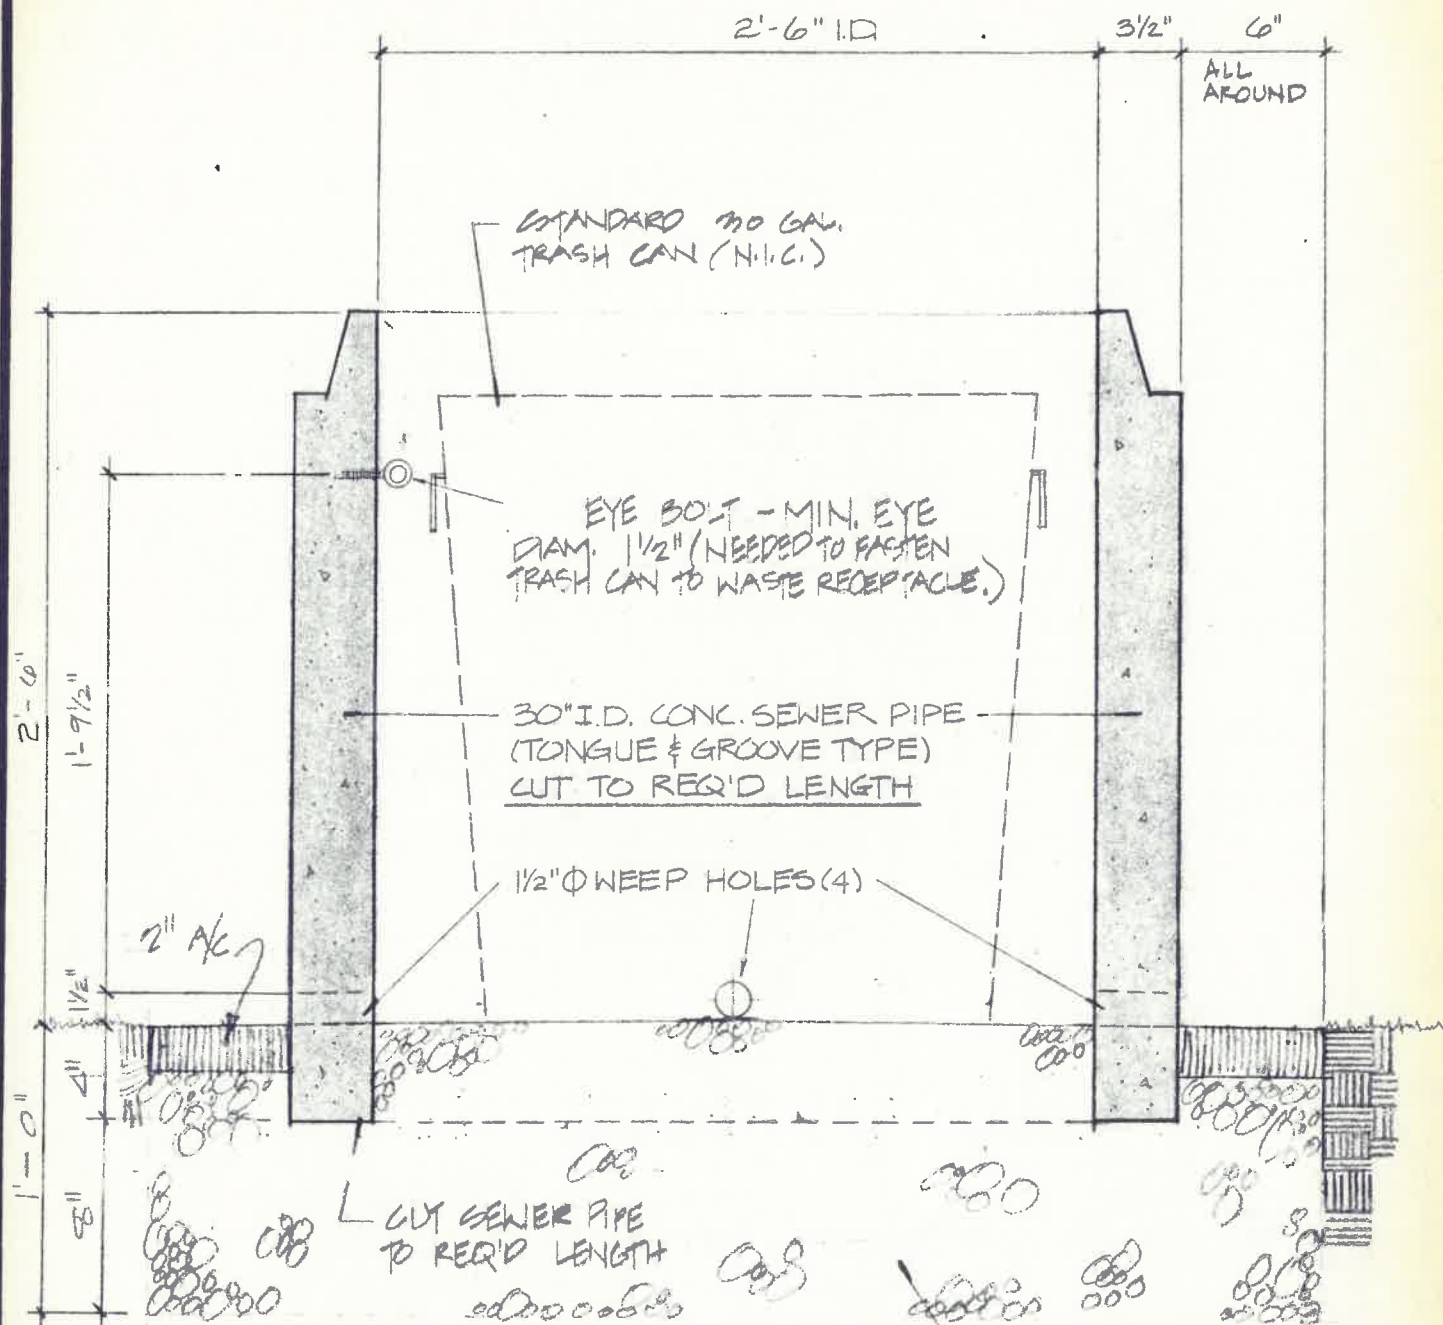 2'-6" I.D.
3½"
6"
ALL
AROUND
STANDARD 30 GAL.
TRASH CAN (N.I.C.)
EYE BOLT - MIN. EYE
DIAM. 1½" (NEEDED TO FASTEN
TRASH CAN TO WASTE RECEPTACLE.)
2'-6"
1'-9½"
30" I.D. CONC. SEWER PIPE
(TONGUE & GROOVE TYPE)
CUT TO REQ'D LENGTH
1½"Φ WEEP HOLES (4)
2" A/C
1½"
4"
1'-0"
8"
CUT SEWER PIPE
TO REQ'D LENGTH